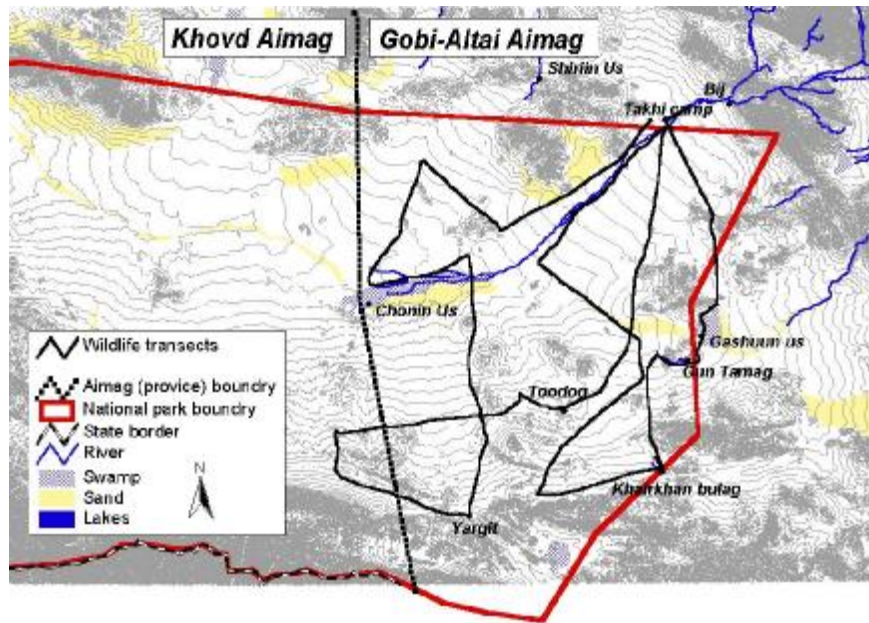 Khovd Aimag
Gobi-Altai Aimag
Shiriin Us
Bij
Takhi camp
Chonin Us
Gashuun us
Gun Tamag
Toodog
Khairkhan bulag
Yargit
Wildlife transects
Aimag (provice) boundry
National park boundry
State border
River
Swamp
Sand
Lakes
N